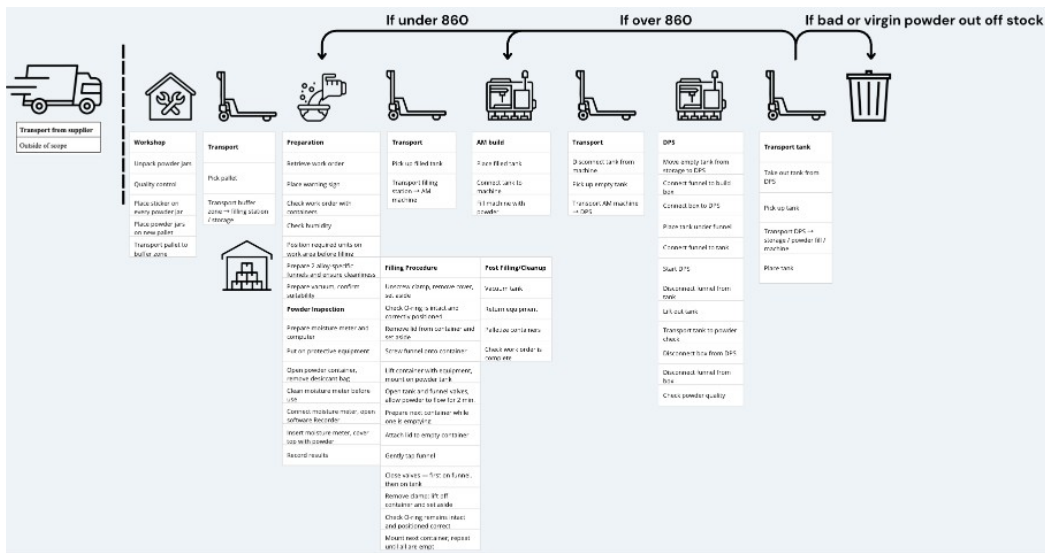 If under 860
If over 860
If bad or virgin powder out off stock
Transport from supplier
Outside of scope
Workshop
Unpack powder jars
Quality control
Place sticker on
every powder jar
Place powder jars
on new pallet
Transport pallet to
buffer zone
Transport
Pick pallet
Transport buffer
zone → filling station
/ storage
Preparation
Retrieve work order
Place warning sign
Check work order with
containers
Check humidity
Position required units on
work area before filling
Prepare 2 alloy-specific
funnels and ensure cleanliness
Prepare vacuum, confirm
suitability
Powder Inspection
Prepare moisture meter and
computer
Put on protective equipment
Open powder container,
remove desiccant bag
Clean moisture meter before
use
Connect moisture meter, open
software Recorder
Insert moisture meter, cover
top with powder
Record results
Transport
Pick up filled tank
Transport filling
station → AM
machine
Filling Procedure
Unscrew clamp, remove cover,
set aside
Check O-ring is intact and
correctly positioned
Remove lid from container and
set aside
Screw funnel onto container
Lift container with equipment,
mount on powder tank
Open tank and funnel valves,
allow powder to flow for 2 min.
Prepare next container while
one is emptying
Attach lid to empty container
Gently tap funnel
Close valves — first on funnel,
then on tank
Remove clamp; lift off
container and set aside
Check O-ring remains intact
and positioned correct
Mount next container, repeat
until all are empt
AM build
Place filled tank
Connect tank to
machine
Fill machine with
powder
Post Filling/Cleanup
Vacuum tank
Return equipment
Palletize containers
Check work order is
complete
Transport
Disconnect tank from
machine
Pick up empty tank
Transport AM machine
→ DPS
DPS
Move empty tank from
storage to DPS
Connect funnel to build
box
Connect box to DPS
Place tank under funnel
Connect funnel to tank
Start DPS
Disconnect funnel from
tank
Lift out tank
Transport tank to powder
check
Disconnect box from DPS
Disconnect funnel from
box
Check powder quality
Transport tank
Take out tank from
DPS
Pick up tank
Transport DPS →
storage / powder fill /
machine
Place tank